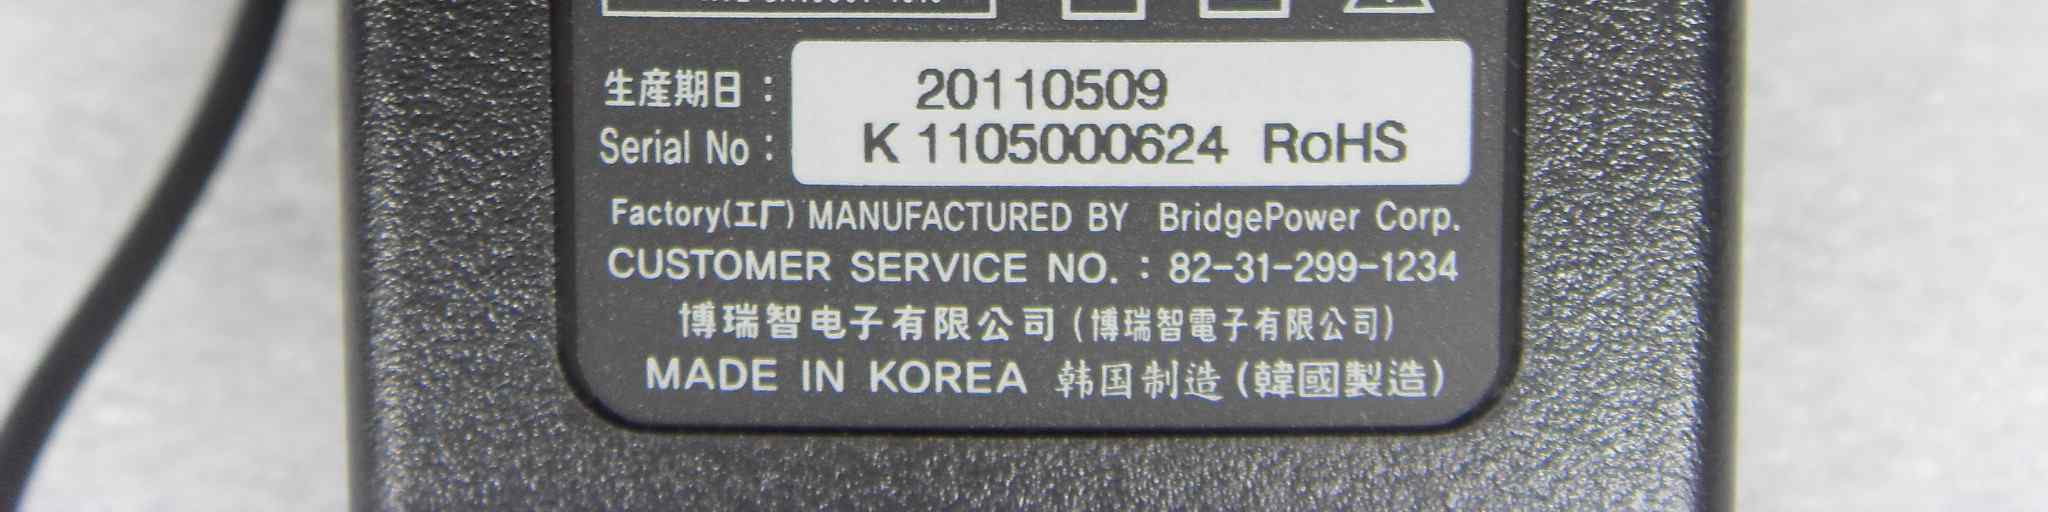 生産期日 : 20110509
Serial No : K 1105000624 RoHS
Factory(工厂) MANUFACTURED BY BridgePower Corp.
CUSTOMER SERVICE NO. : 82-31-299-1234
博瑞智电子有限公司 (博瑞智電子有限公司)
MADE IN KOREA 韩国制造 (韓國製造)